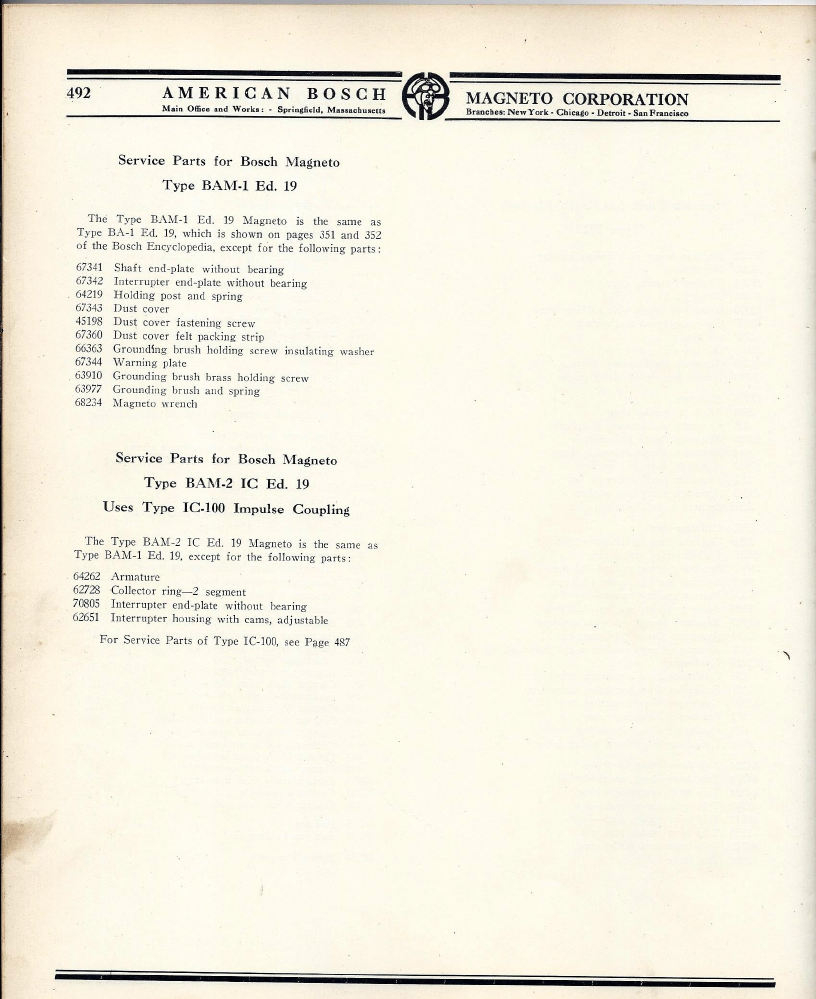 492
AMERICAN BOSCH
MAGNETO CORPORATION
Main Office and Works: - Springfield, Massachusetts
Branches: New York - Chicago - Detroit - San Francisco
Service Parts for Bosch Magneto
Type BAM-1 Ed. 19
The Type BAM-1 Ed. 19 Magneto is the same as
Type BA-1 Ed. 19, which is shown on pages 351 and 352
of the Bosch Encyclopedia, except for the following parts:
67341 Shaft end-plate without bearing
67342 Interrupter end-plate without bearing
64219 Holding post and spring
67343 Dust cover
45198 Dust cover fastening screw
67360 Dust cover felt packing strip
66363 Grounding brush holding screw insulating washer
67344 Warning plate
63910 Grounding brush brass holding screw
63977 Grounding brush and spring
68234 Magneto wrench
Service Parts for Bosch Magneto
Type BAM-2 IC Ed. 19
Uses Type IC-100 Impulse Coupling
The Type BAM-2 IC Ed. 19 Magneto is the same as
Type BAM-1 Ed. 19, except for the following parts:
64262 Armature
62728 Collector ring—2 segment
70805 Interrupter end-plate without bearing
62651 Interrupter housing with cams, adjustable
For Service Parts of Type IC-100, see Page 487